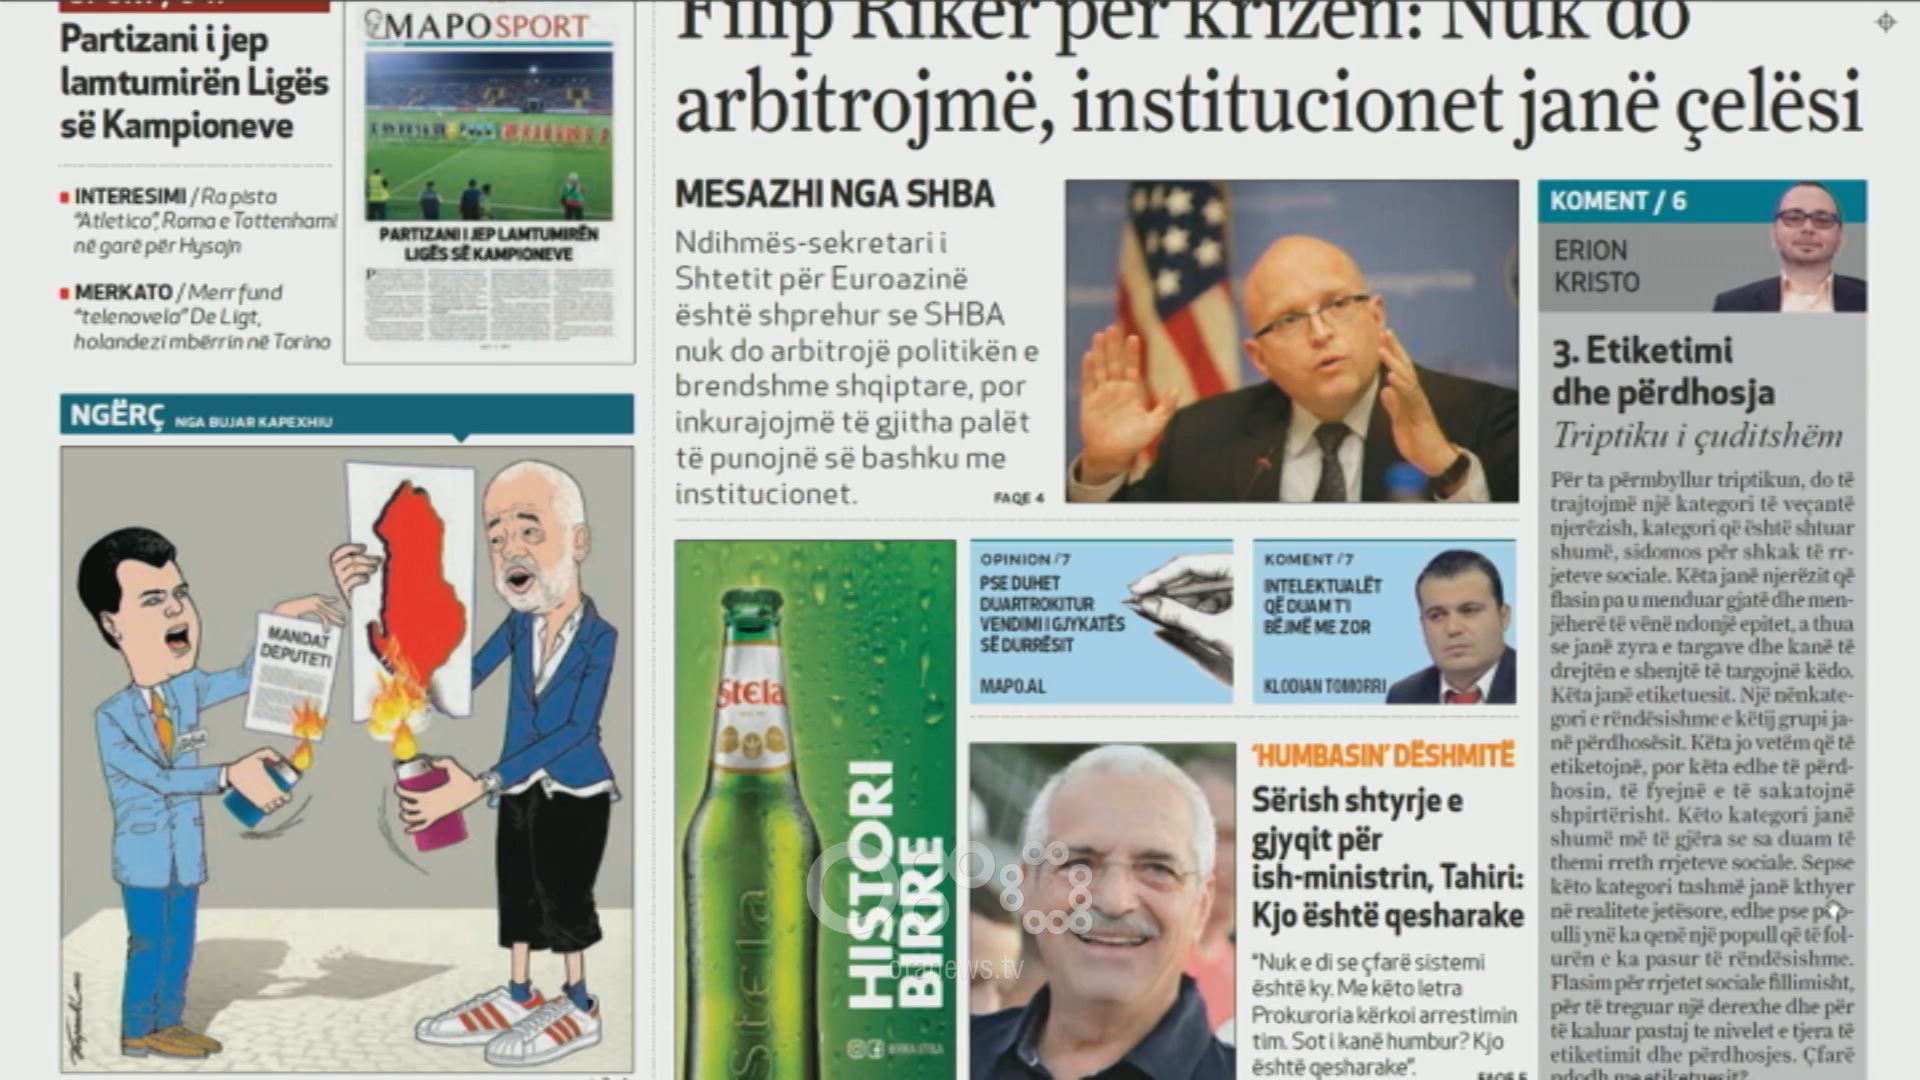 Partizani i jep
lamtumirën Ligës
së Kampioneve
INTERESIMI / Ra pista
"Atletico", Roma e Tottenhami
në garë për Hysajn
MERKATO / Merr fund
"telenovela" De Ligt,
holandezi mbërrin në Torino
MAPO SPORT
PARTIZANI I JEP LAMTUMIRËN
LIGËS SË KAMPIONEVE
NGËRÇ NGA BUJAR KAPEXHIU
MANDAT
DEPUTETI
Filip Riker për krizën: Nuk do
arbitrojmë, institucionet janë çelësi
MESAZHI NGA SHBA
Ndihmës-sekretari i
Shtetit për Euroazinë
është shprehur se SHBA
nuk do arbitrojë politikën e
brendshme shqiptare, por
inkurajojmë të gjitha palët
të punojnë së bashku me
institucionet.
FAQE 4
Stela
Stela
HISTORI
BIRRE
OPINION /7
PSE DUHET
DUARTROKITUR
VENDIMI I GJYKATËS
SË DURRËSIT
MAPO.AL
KOMENT /7
INTELEKTUALËT
QË DUAM T'I
BËJMË ME ZOR
KLODIAN TOMORRI
'HUMBASIN' DËSHMITË
Sërish shtyrje e
gjyqit për
ish-ministrin, Tahiri:
Kjo është qesharake
"Nuk e di se çfarë sistemi
është ky. Me këto letra
Prokuroria kërkoi arrestimin
tim. Sot i kanë humbur? Kjo
është qesharake".
FAQE 5
oranews.tv
KOMENT / 6
ERION
KRISTO
3. Etiketimi
dhe përdhosja
Triptiku i çuditshëm
Për ta përmbyllur triptikun, do të
trajtojmë një kategori të veçantë
njerëzish, kategori që është shtuar
shumë, sidomos për shkak të rr-
jeteve sociale. Këta janë njerëzit që
flasin pa u menduar gjatë dhe men-
jëherë të vënë ndonjë epitet, a thua
se janë zyra e targave dhe kanë të
drejtën e shenjtë të targojnë këdo.
Këta janë etiketuesit. Një nënkate-
gori e rëndësishme e këtij grupi ja-
në përdhosësit. Këta jo vetëm që të
etiketojnë, por këta edhe të përd-
hosin, të fyejnë e të sakatojnë
shpirtërisht. Këto kategori janë
shumë më të gjëra se sa duam të
themi rreth rrjeteve sociale. Sepse
këto kategori tashmë janë kthyer
në realitete jetësore, edhe pse pop-
ulli ynë ka qenë një popull që të fol-
urën e ka pasur të rëndësishme.
Flasim për rrjetet sociale fillimisht,
për të treguar një derexhe dhe për
të kaluar pastaj te nivelet e tjera të
etiketimit dhe përdhosjes. Çfarë
ndodh me etiketuesit?